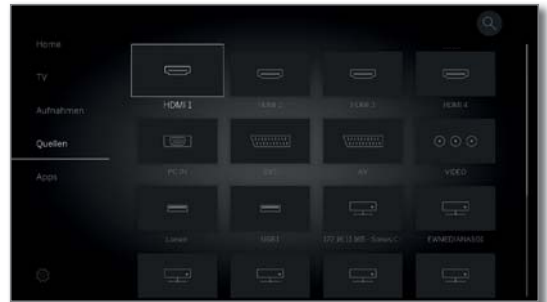 Home
TV
Aufnahmen
Quellen
Apps
HDMI 1
HDMI 2
HDMI 3
HDMI 4
PC IN
AV
VIDEO
USB1